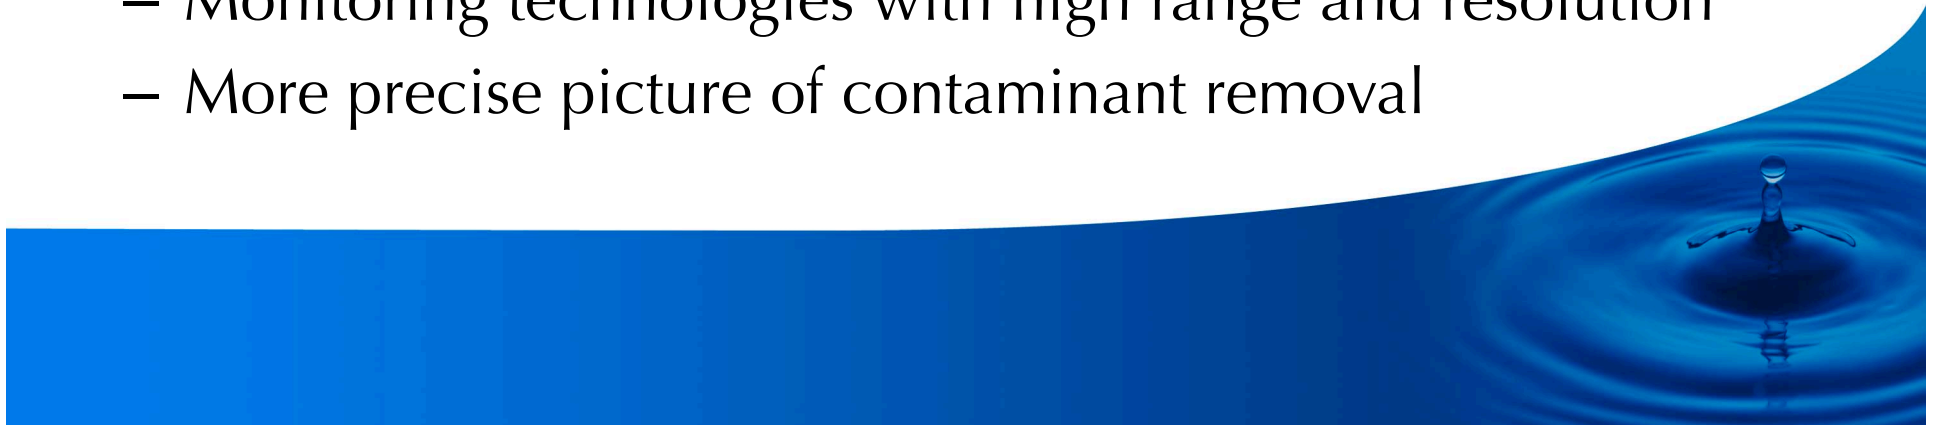 – Monitoring technologies with high range and resolution
– More precise picture of contaminant removal